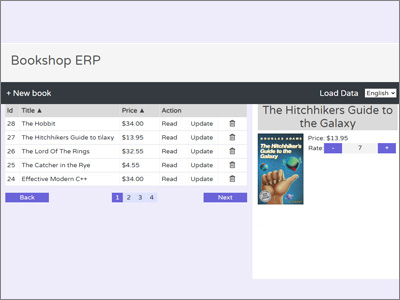 Bookshop ERP
+ New book
Load Data English
Id Title ▲ Price ▲ Action
28 The Hobbit $34.00 Read Update
27 The Hitchhikers Guide to tilaxy $13.95 Read Update
26 The Lord Of The Rings $32.55 Read Update
25 The Catcher in the Rye $4.55 Read Update
24 Effective Modern C++ $34.00 Read Update
Back 1 2 3 4 Next
The Hitchhikers Guide to
the Galaxy
DOUGLAS ADAMS
The Hitchhiker's
Guide to the
Galaxy
Price: $13.95
Rate: - 7 +